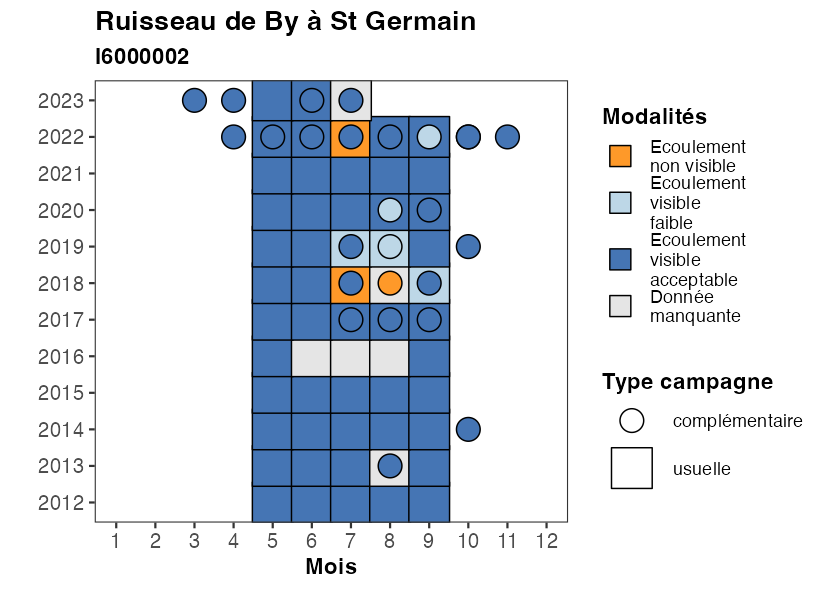 Ruisseau de By à St Germain
I6000002
2023
2022
2021
2020
2019
2018
2017
2016
2015
2014
2013
2012
1 2 3 4 5 6 7 8 9 10 11 12
Mois
Modalités
Ecoulement
non visible
Ecoulement
visible
faible
Ecoulement
visible
acceptable
Donnée
manquante
Type campagne
complémentaire
usuelle